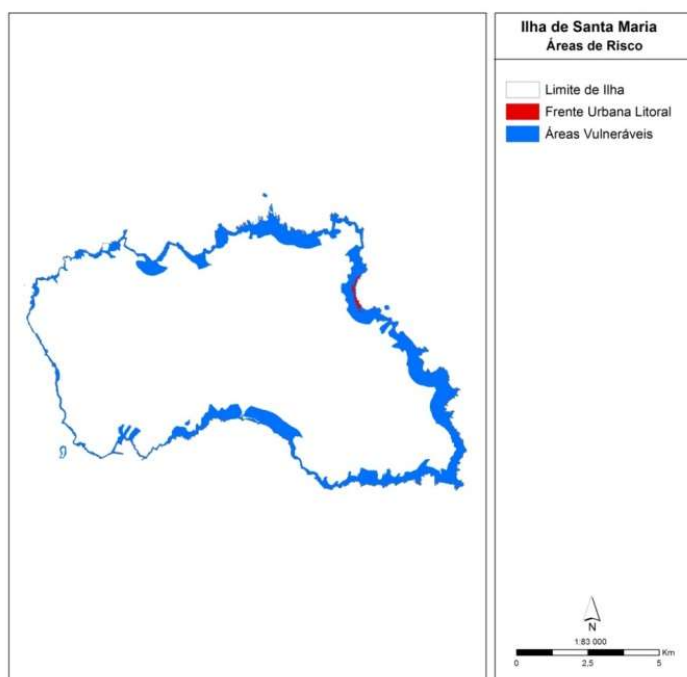 Ilha de Santa Maria
Áreas de Risco
Limite de Ilha
Frente Urbana Litoral
Áreas Vulneráveis
N
1:83 000
Km
0 2,5 5